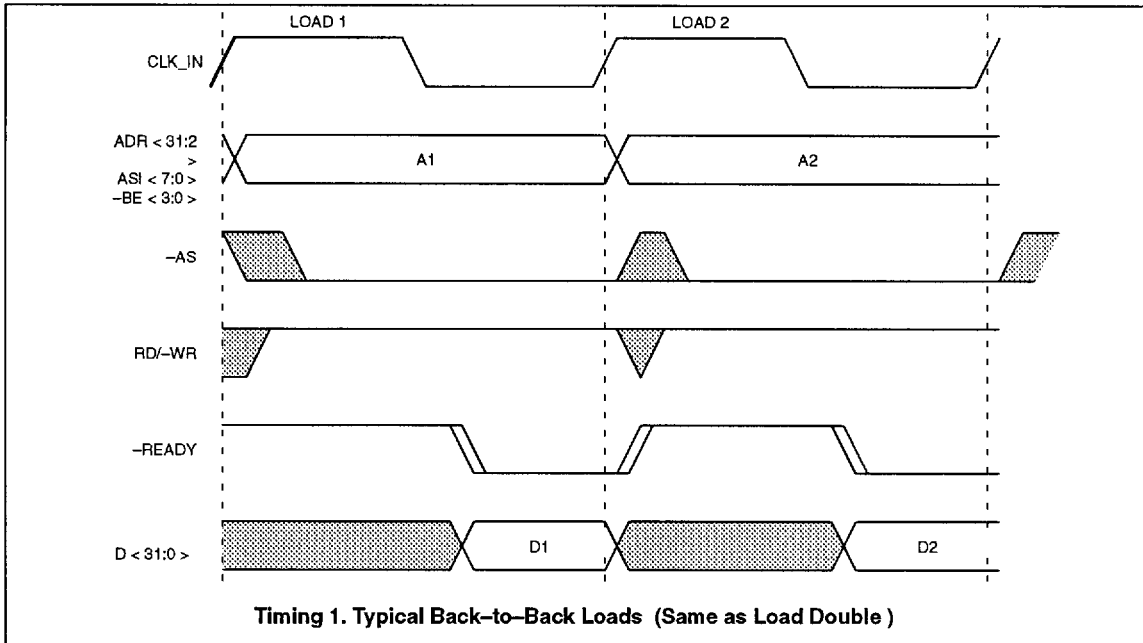 LOAD 1
LOAD 2
CLK_IN
ADR < 31:2
>
ASI < 7:0 >
–BE < 3:0 >
A1
A2
–AS
RD/–WR
–READY
D < 31:0 >
D1
D2
Timing 1. Typical Back–to–Back Loads (Same as Load Double )